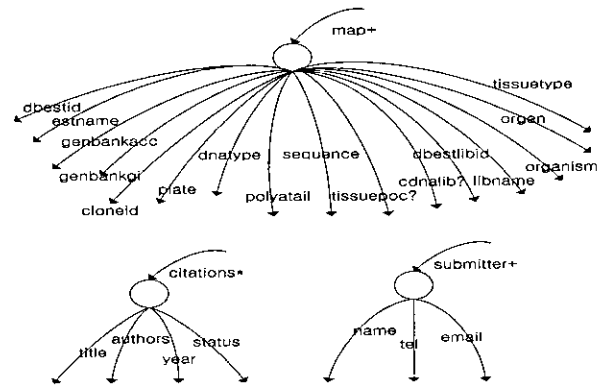 map+
tissuetype
dbestid
estname
organ
genbankacc
dnatype
sequence
dbestlibid
organism
genbankgi
plate
polyatail
tissuepoc?
cdnalib?
libname
cloneid
citations*
submitter+
title
authors
year
status
name
tel
email